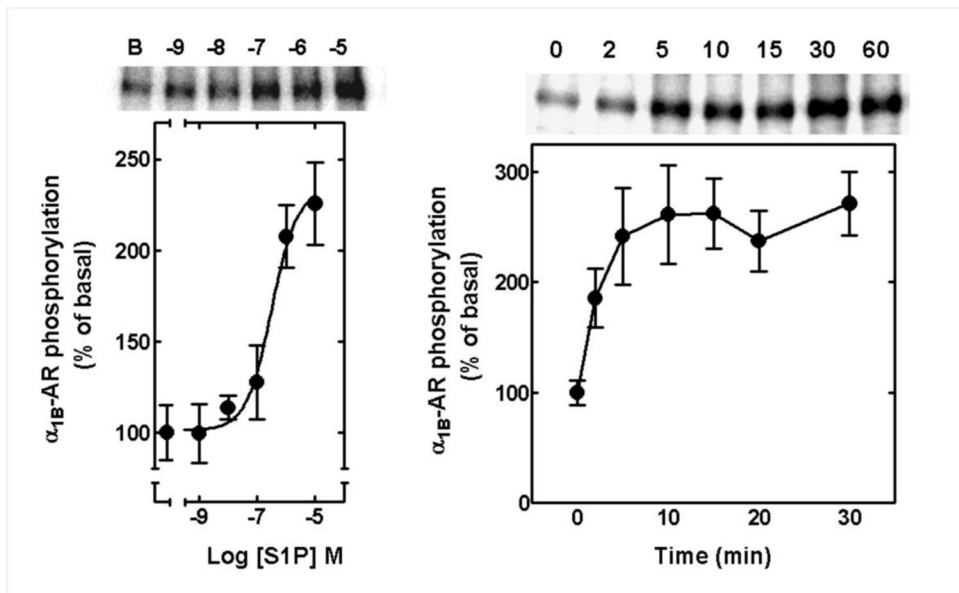 B -9 -8 -7 -6 -5
250
200
150
100
α1B-AR phosphorylation
(% of basal)
-9 -7 -5
Log [S1P] M
0 2 5 10 15 30 60
300
200
100
0
α1B-AR phosphorylation
(% of basal)
0 10 20 30
Time (min)